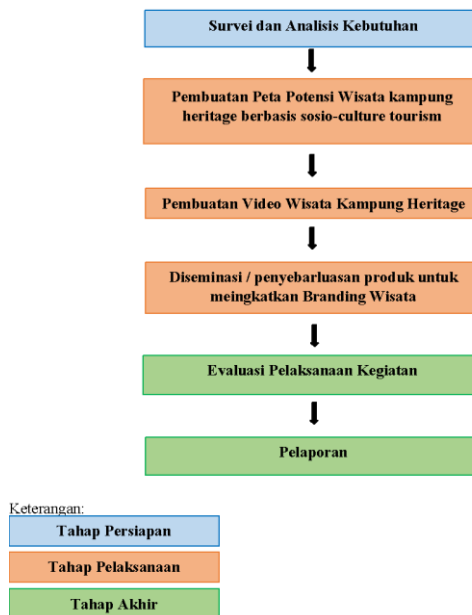 Survei dan Analisis Kebutuhan
Pembuatan Peta Potensi Wisata kampung
heritage berbasis sosio-culture tourism
Pembuatan Video Wisata Kampung Heritage
Diseminasi / penyebarluasan produk untuk
meingkatkan Branding Wisata
Evaluasi Pelaksanaan Kegiatan
Pelaporan
Keterangan:
Tahap Persiapan
Tahap Pelaksanaan
Tahap Akhir